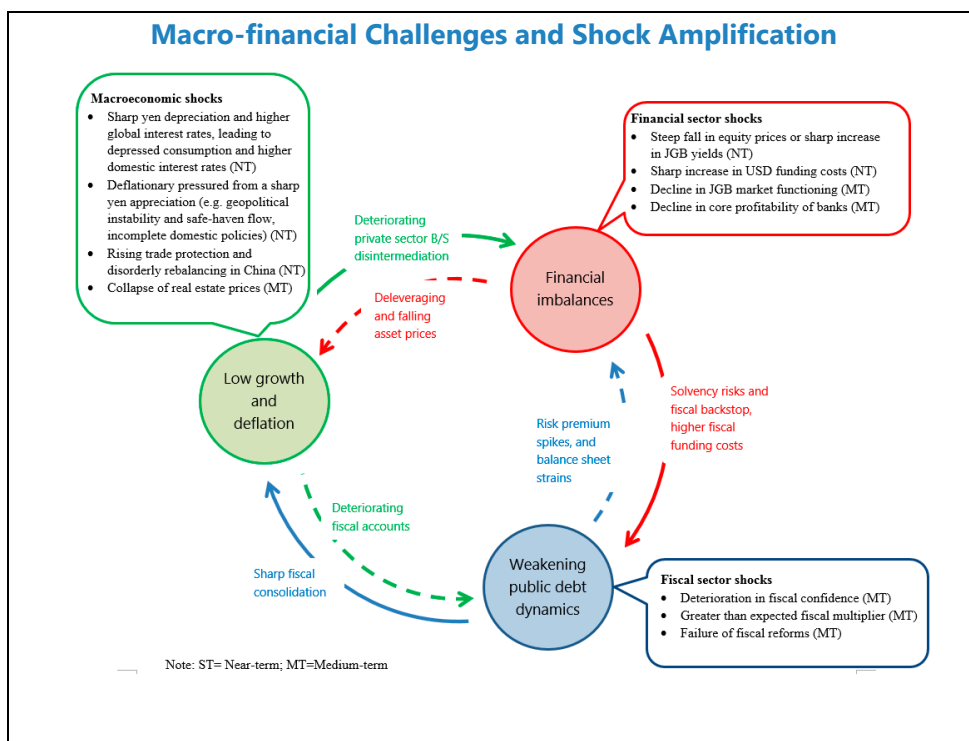 Macro-financial Challenges and Shock Amplification
Macroeconomic shocks
• Sharp yen depreciation and higher
global interest rates, leading to
depressed consumption and higher
domestic interest rates (NT)
• Deflationary pressured from a sharp
yen appreciation (e.g. geopolitical
instability and safe-haven flow,
incomplete domestic policies) (NT)
• Rising trade protection and
disorderly rebalancing in China (NT)
• Collapse of real estate prices (MT)
Financial sector shocks
• Steep fall in equity prices or sharp increase
in JGB yields (NT)
• Sharp increase in USD funding costs (NT)
• Decline in JGB market functioning (MT)
• Decline in core profitability of banks (MT)
Deteriorating
private sector B/S
disintermediation
Financial
imbalances
Deleveraging
and falling
asset prices
Low growth
and
deflation
Solvency risks and
fiscal backstop,
higher fiscal
funding costs
Risk premium
spikes, and
balance sheet
strains
Deteriorating
fiscal accounts
Sharp fiscal
consolidation
Weakening
public debt
dynamics
Fiscal sector shocks
• Deterioration in fiscal confidence (MT)
• Greater than expected fiscal multiplier (MT)
• Failure of fiscal reforms (MT)
Note: ST= Near-term; MT=Medium-term